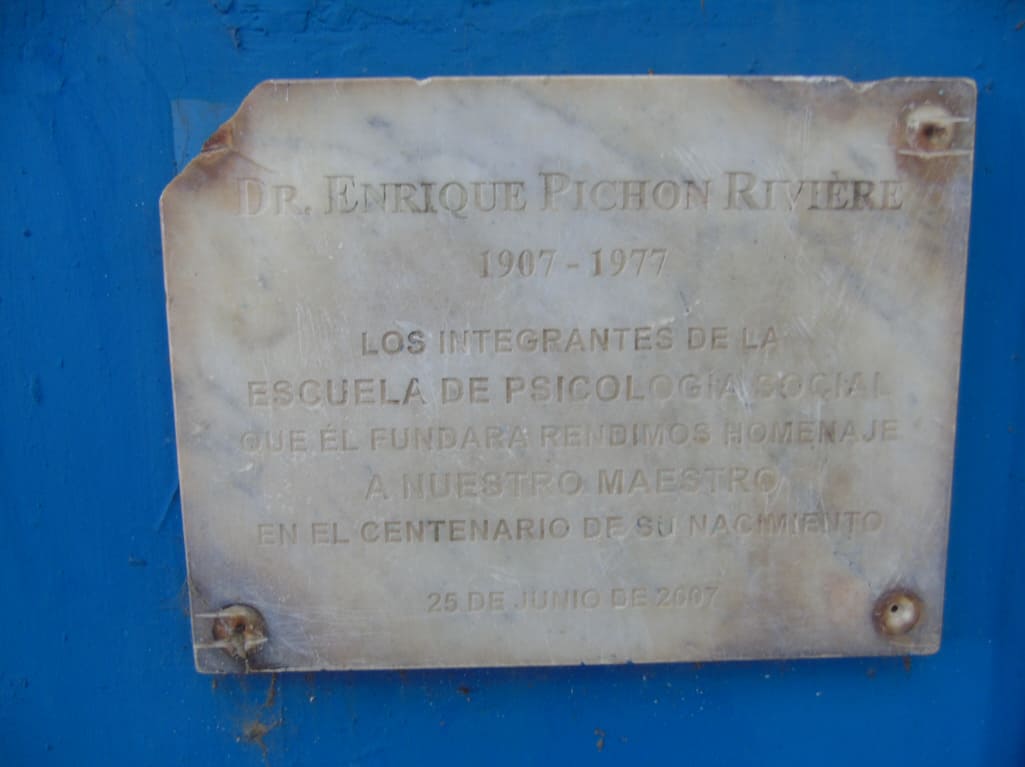 DR. ENRIQUE PICHON RIVIÈRE
1907 - 1977
LOS INTEGRANTES DE LA
ESCUELA DE PSICOLOGÍA SOCIAL
QUE ÉL FUNDARA RENDIMOS HOMENAJE
A NUESTRO MAESTRO
EN EL CENTENARIO DE SU NACIMIENTO
25 DE JUNIO DE 2007